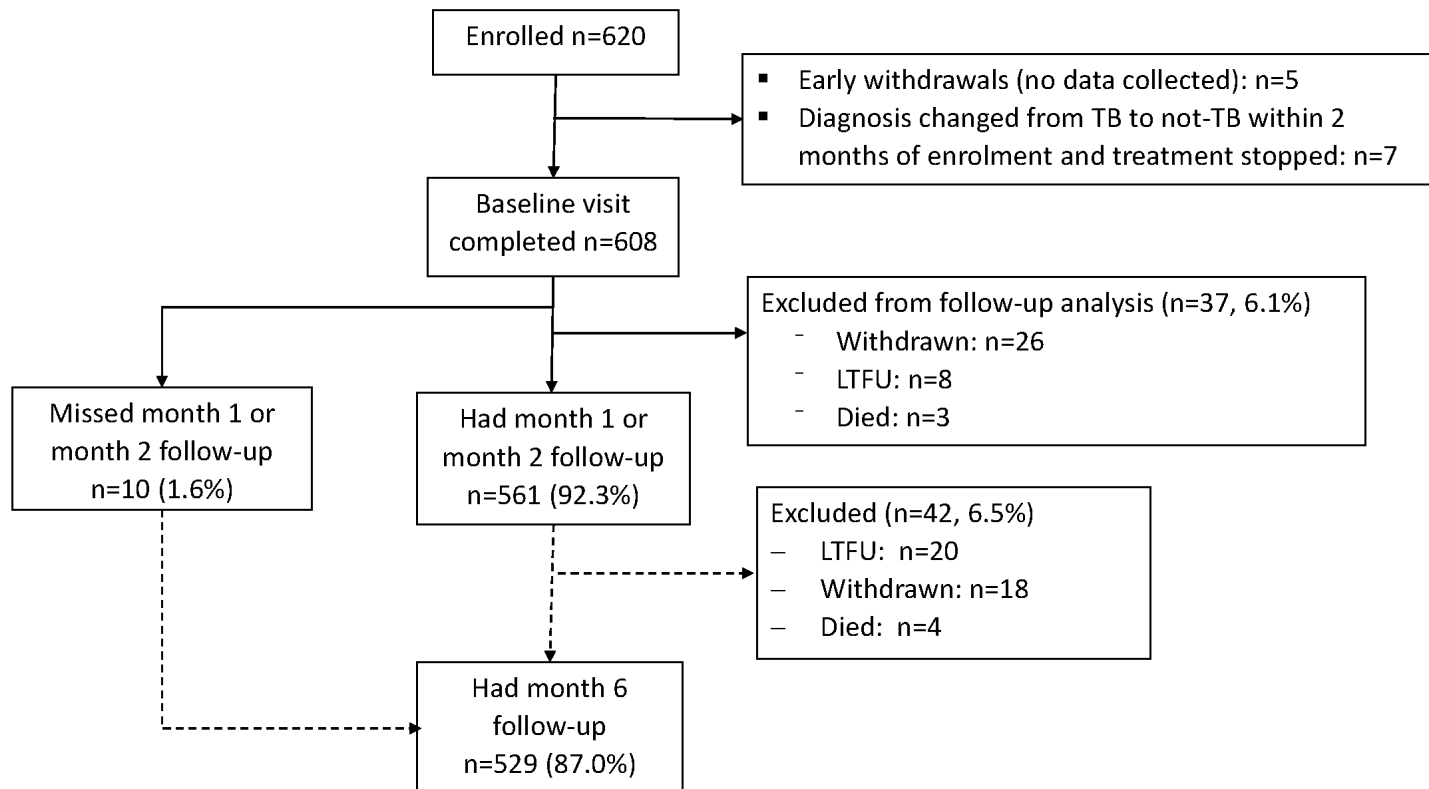 Enrolled n=620
▪ Early withdrawals (no data collected): n=5
▪ Diagnosis changed from TB to not-TB within 2
months of enrolment and treatment stopped: n=7
Baseline visit
completed n=608
Excluded from follow-up analysis (n=37, 6.1%)
- Withdrawn: n=26
- LTFU: n=8
- Died: n=3
Missed month 1 or
month 2 follow-up
n=10 (1.6%)
Had month 1 or
month 2 follow-up
n=561 (92.3%)
Excluded (n=42, 6.5%)
– LTFU: n=20
– Withdrawn: n=18
– Died: n=4
Had month 6
follow-up
n=529 (87.0%)